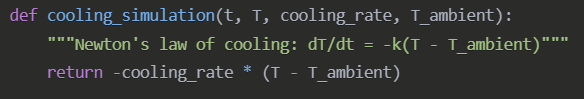 def cooling_simulation(t, T, cooling_rate, T_ambient):
    """Newton's law of cooling: dT/dt = -k(T - T_ambient)"""
    return -cooling_rate * (T - T_ambient)